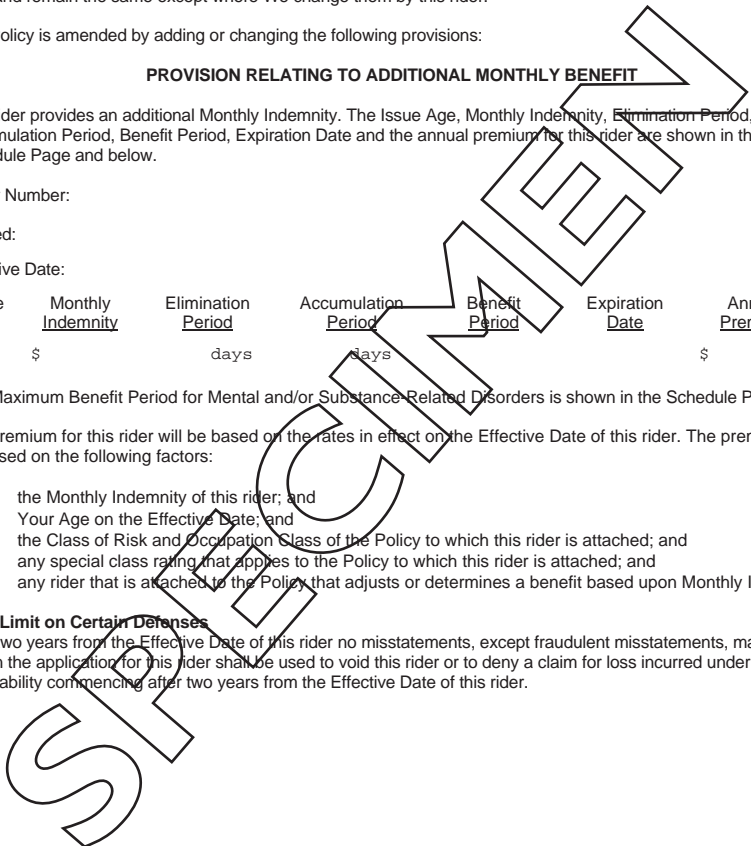 and remain the same except where We change them by this rider.
olicy is amended by adding or changing the following provisions:
PROVISION RELATING TO ADDITIONAL MONTHLY BENEFIT
der provides an additional Monthly Indemnity. The Issue Age, Monthly Indemnity, Elimination Period,
mulation Period, Benefit Period, Expiration Date and the annual premium for this rider are shown in th
dule Page and below.
Number:
ed:
ive Date:
e Monthly Elimination Accumulation Benefit Expiration Ann
Indemnity Period Period Period Date Prem
$ days days $
Maximum Benefit Period for Mental and/or Substance-Related Disorders is shown in the Schedule P
remium for this rider will be based on the rates in effect on the Effective Date of this rider. The prem
sed on the following factors:
the Monthly Indemnity of this rider; and
Your Age on the Effective Date; and
the Class of Risk and Occupation Class of the Policy to which this rider is attached; and
any special class rating that applies to the Policy to which this rider is attached; and
any rider that is attached to the Policy that adjusts or determines a benefit based upon Monthly I
Limit on Certain Defenses
two years from the Effective Date of this rider no misstatements, except fraudulent misstatements, ma
n the application for this rider shall be used to void this rider or to deny a claim for loss incurred under
ability commencing after two years from the Effective Date of this rider.
SPECIMEN